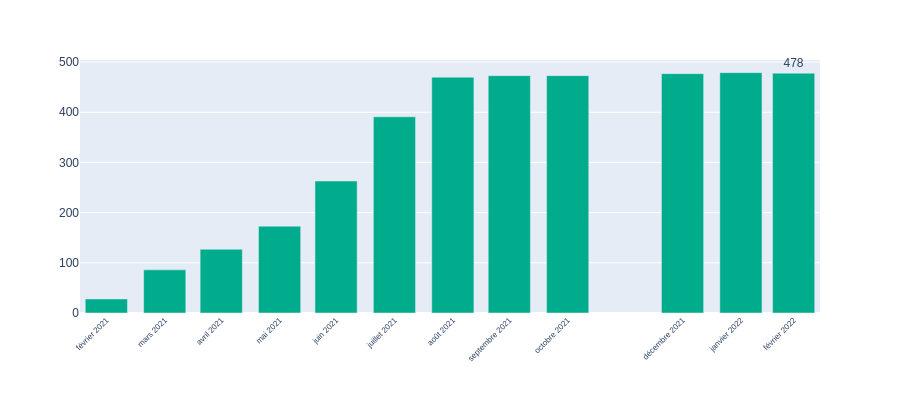 478
500
400
300
200
100
0
février 2021
mars 2021
avril 2021
mai 2021
juin 2021
juillet 2021
août 2021
septembre 2021
octobre 2021
décembre 2021
janvier 2022
février 2022